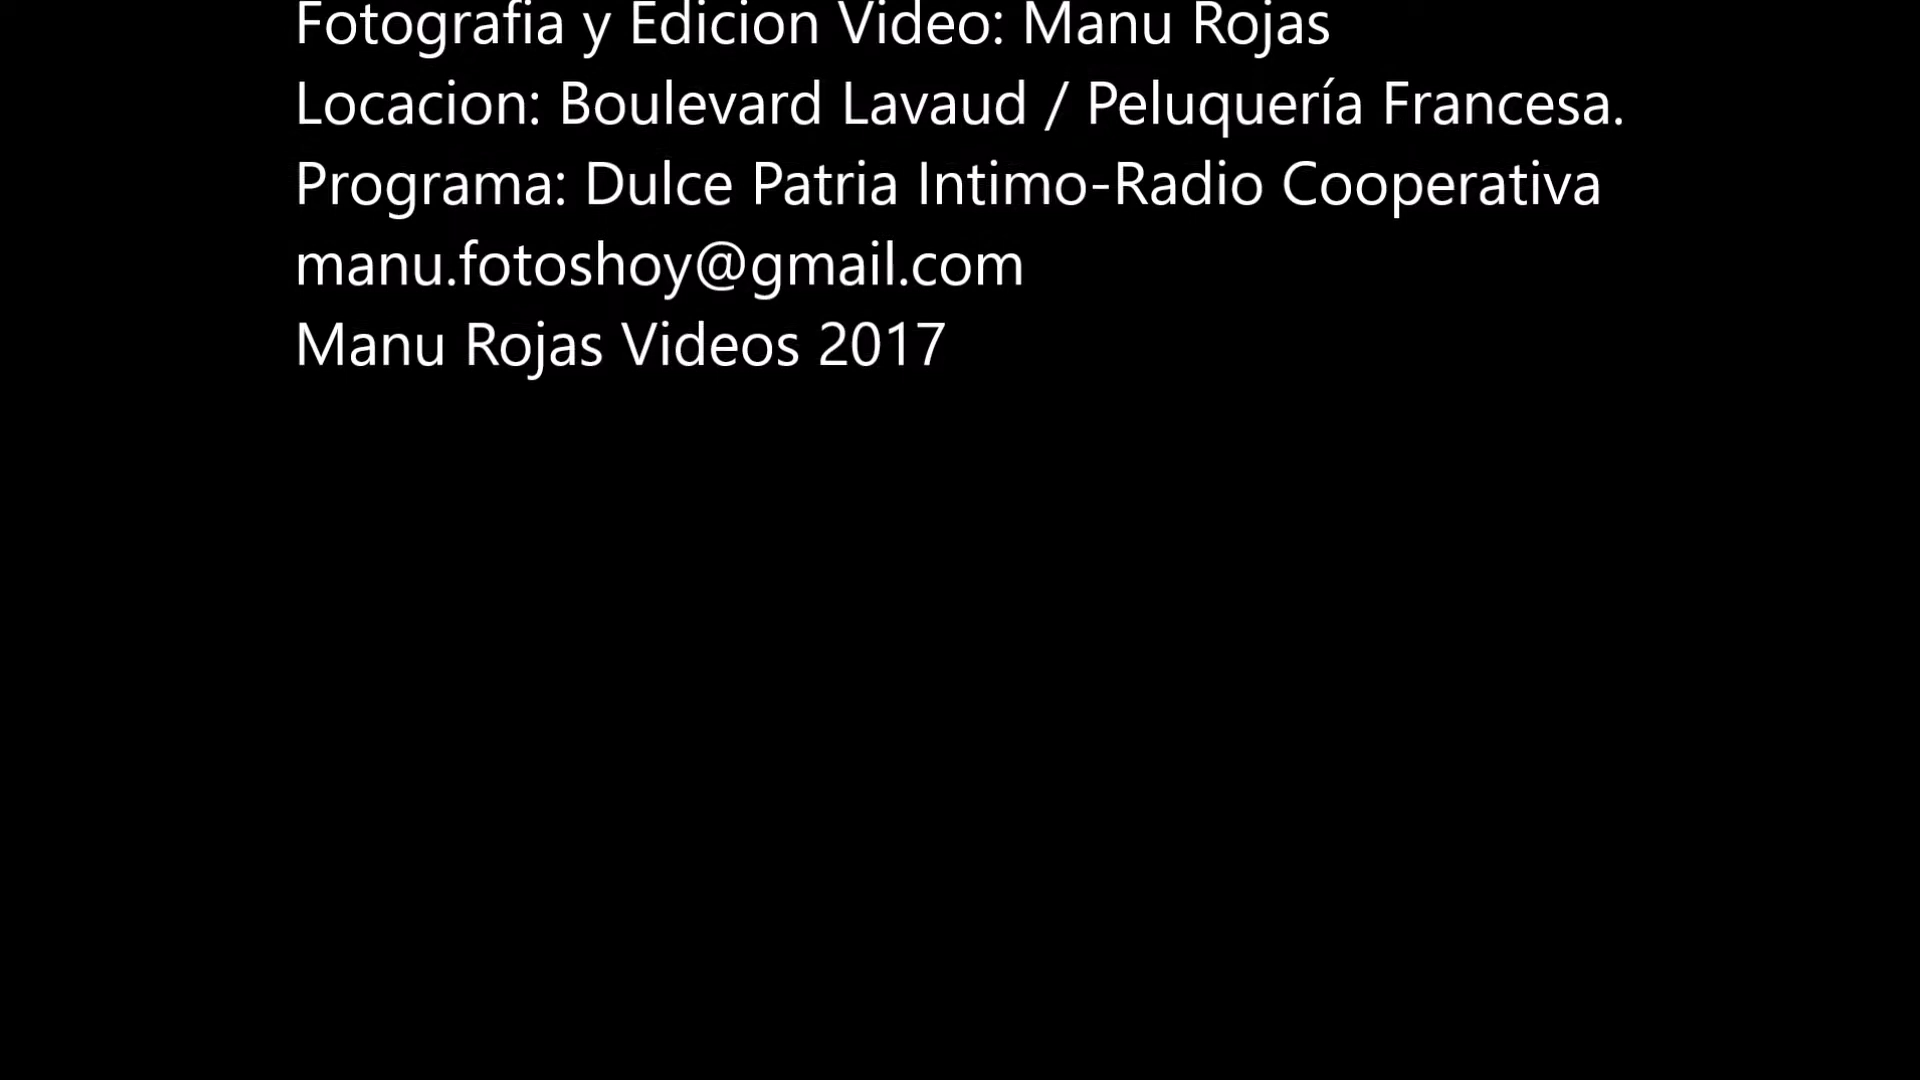 Fotografia y Edicion Video: Manu Rojas
Locacion: Boulevard Lavaud / Peluquería Francesa.
Programa: Dulce Patria Intimo-Radio Cooperativa
manu.fotoshoy@gmail.com
Manu Rojas Videos 2017